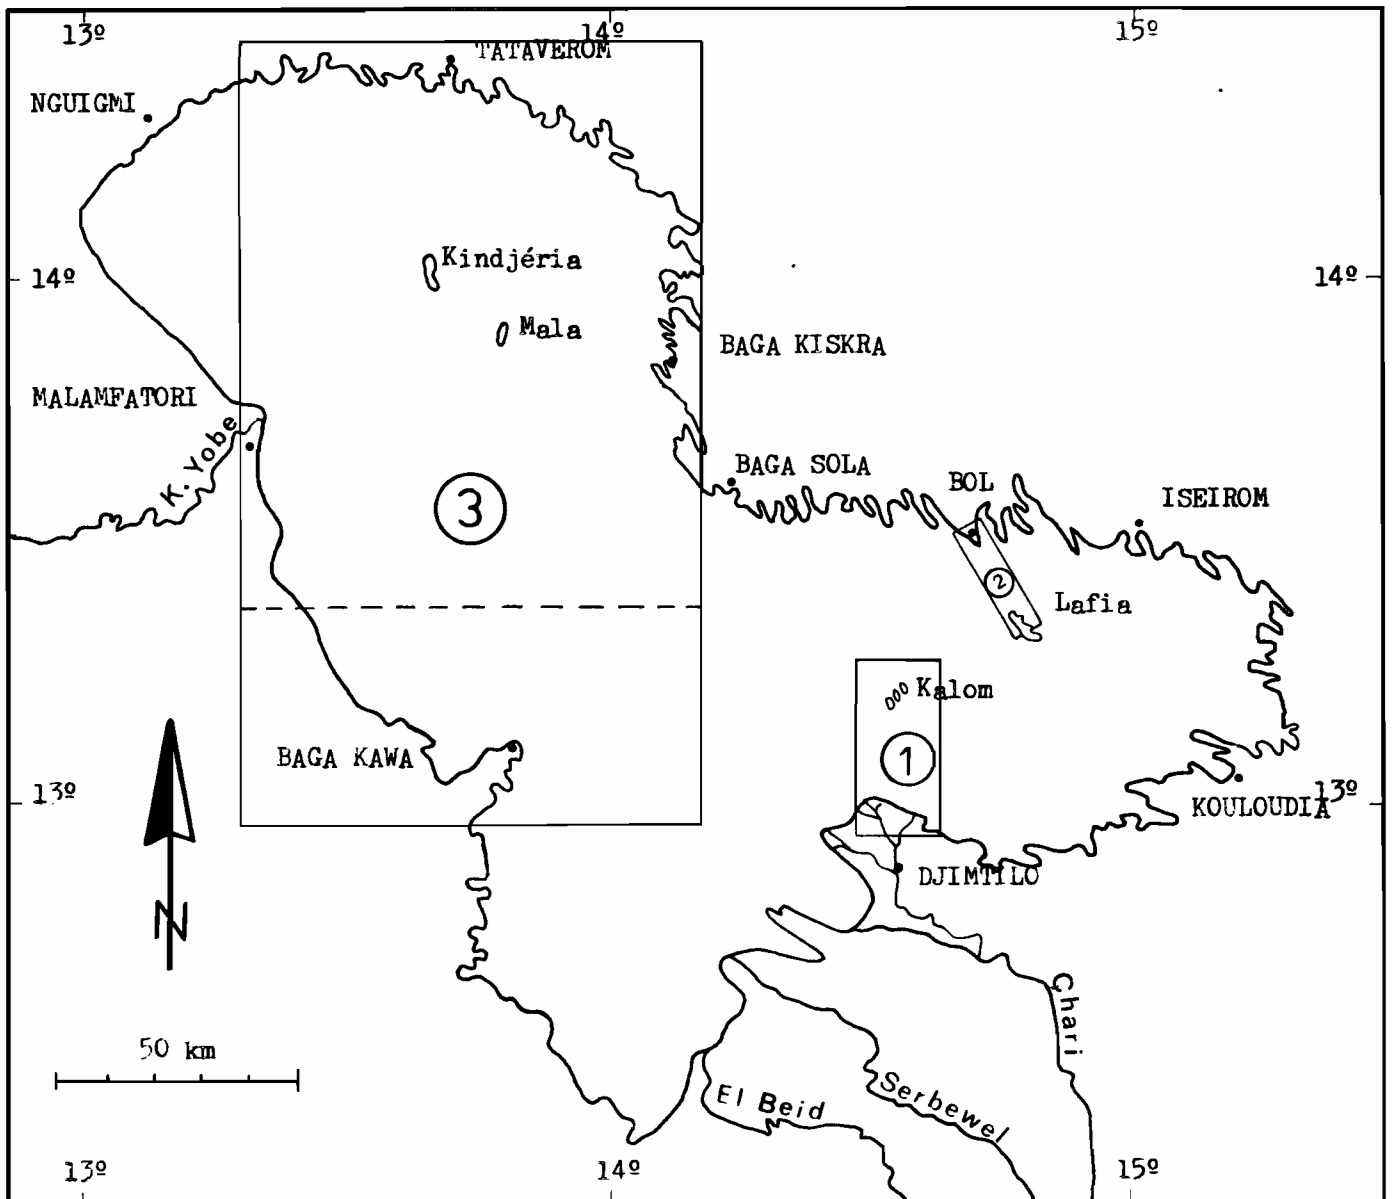 13º 14º 15º
TATAVEROM
NGUIGMI
Kindjéria
14º 14º
Mala
BAGA KISKRA
MALAMFATORI
K. Yobe
BAGA SOLA
BOL
ISEIROM
3
2
Lafia
Kalom
BAGA KAWA
1
13º 13º
KOULOUDIA
DJIMTILO
N
Chari
50 km
El Beid
Serbewel
13º 14º 15º